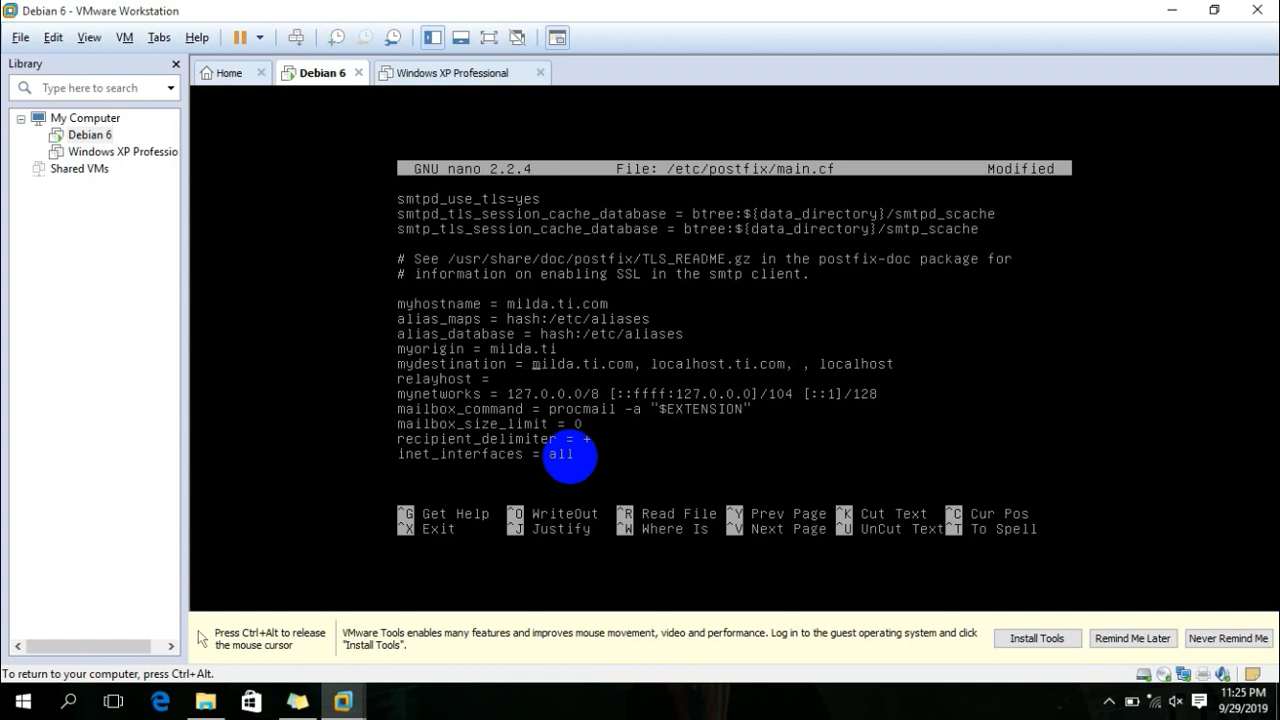 Debian 6 - VMware Workstation
File Edit View VM Tabs Help
Library
Type here to search
My Computer
Debian 6
Windows XP Professio
Shared VMs
Home
Debian 6
Windows XP Professional
GNU nano 2.2.4 File: /etc/postfix/main.cf Modified
smtpd_use_tls=yes
smtpd_tls_session_cache_database = btree:${data_directory}/smtpd_scache
smtp_tls_session_cache_database = btree:${data_directory}/smtp_scache
# See /usr/share/doc/postfix/TLS_README.gz in the postfix-doc package for
# information on enabling SSL in the smtp client.
myhostname = milda.ti.com
alias_maps = hash:/etc/aliases
alias_database = hash:/etc/aliases
myorigin = milda.ti
mydestination = milda.ti.com, localhost.ti.com, , localhost
relayhost =
mynetworks = 127.0.0.0/8 [::ffff:127.0.0.0]/104 [::1]/128
mailbox_command = procmail -a "$EXTENSION"
mailbox_size_limit = 0
recipient_delimiter = +
inet_interfaces = all
^G Get Help ^O WriteOut ^R Read File ^Y Prev Page ^K Cut Text ^C Cur Pos
^X Exit ^J Justify ^W Where Is ^V Next Page ^U UnCut Text ^T To Spell
Press Ctrl+Alt to release
the mouse cursor
VMware Tools enables many features and improves mouse movement, video and performance. Log in to the guest operating system and click
"Install Tools".
Install Tools
Remind Me Later
Never Remind Me
To return to your computer, press Ctrl+Alt.
11:25 PM
9/29/2019